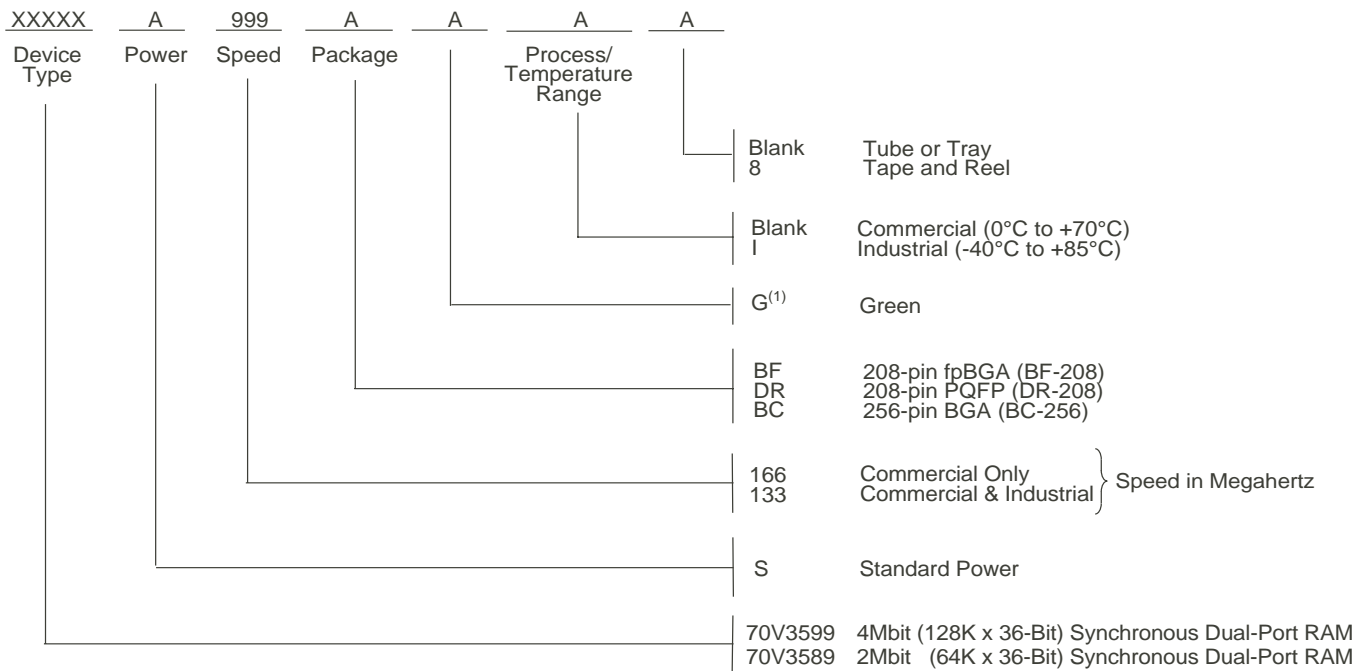 XXXXX A 999 A A A A
Device Type Power Speed Package Process/ Temperature Range
Blank Tube or Tray
8 Tape and Reel
Blank Commercial (0°C to +70°C)
I Industrial (-40°C to +85°C)
G(1) Green
BF 208-pin fpBGA (BF-208)
DR 208-pin PQFP (DR-208)
BC 256-pin BGA (BC-256)
166 Commercial Only
133 Commercial & Industrial
Speed in Megahertz
S Standard Power
70V3599 4Mbit (128K x 36-Bit) Synchronous Dual-Port RAM
70V3589 2Mbit (64K x 36-Bit) Synchronous Dual-Port RAM